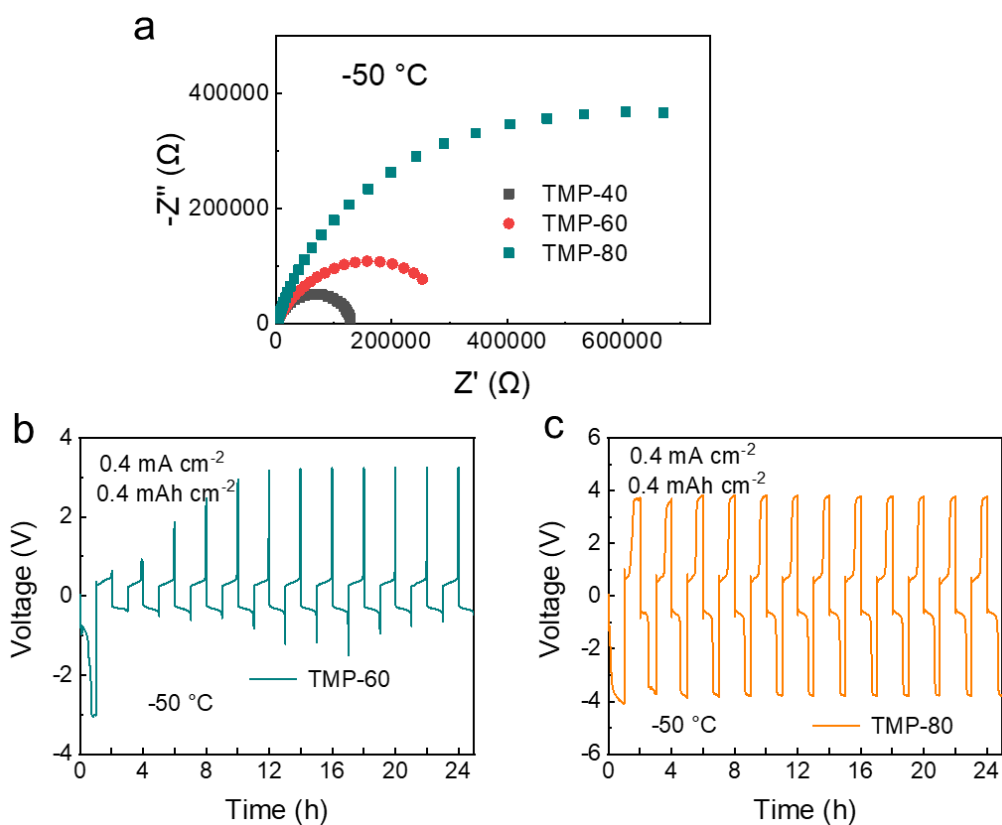 a
-50 °C
400000
200000
0
-Z'' (Ω)
TMP-40
TMP-60
TMP-80
0 200000 400000 600000
Z' (Ω)
b
0.4 mA cm-2
0.4 mAh cm-2
4
2
0
-2
-4
Voltage (V)
TMP-60
-50 °C
0 4 8 12 16 20 24
Time (h)
c
0.4 mA cm-2
0.4 mAh cm-2
6
4
2
0
-2
-4
-6
Voltage (V)
-50 °C
TMP-80
0 4 8 12 16 20 24
Time (h)